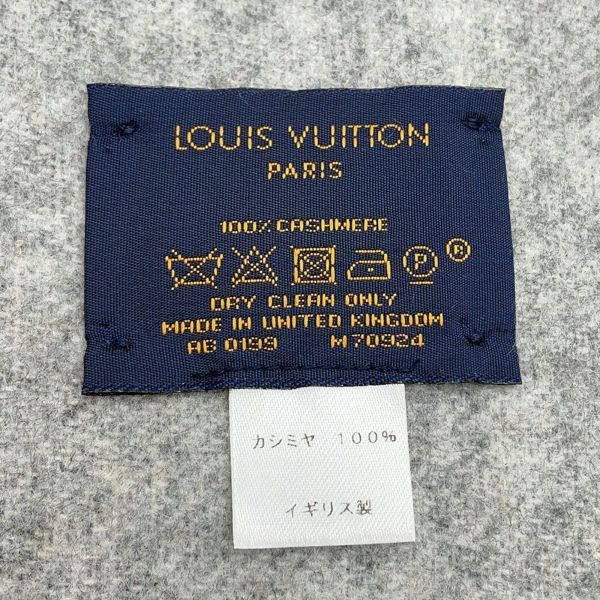 LOUIS VUITTON
PARIS
100% CASHMERE
P ®
DRY CLEAN ONLY
MADE IN UNITED KINGDOM
AB 0199 M70924
カシミヤ 100%
イギリス製